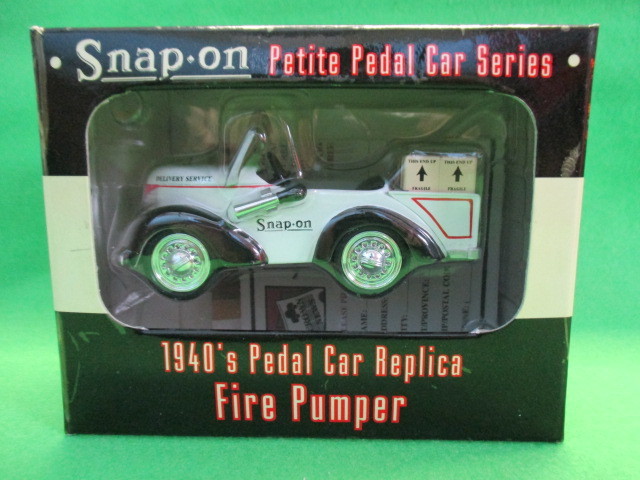 Snap-on Petite Pedal Car Series
DELIVERY SERVICE
THIS END UP
FRAGILE
THIS END UP
FRAGILE
Snap-on
1940's Pedal Car Replica
Fire Pumper